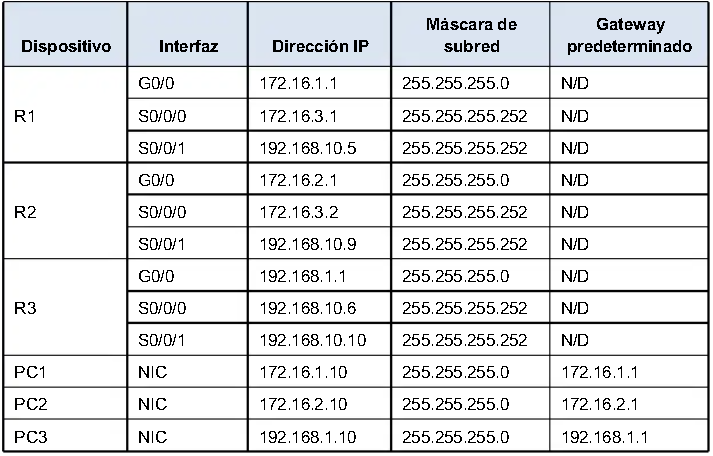 Dispositivo Interfaz Dirección IP Máscara de subred Gateway predeterminado
R1 G0/0 172.16.1.1 255.255.255.0 N/D
S0/0/0 172.16.3.1 255.255.255.252 N/D
S0/0/1 192.168.10.5 255.255.255.252 N/D
R2 G0/0 172.16.2.1 255.255.255.0 N/D
S0/0/0 172.16.3.2 255.255.255.252 N/D
S0/0/1 192.168.10.9 255.255.255.252 N/D
R3 G0/0 192.168.1.1 255.255.255.0 N/D
S0/0/0 192.168.10.6 255.255.255.252 N/D
S0/0/1 192.168.10.10 255.255.255.252 N/D
PC1 NIC 172.16.1.10 255.255.255.0 172.16.1.1
PC2 NIC 172.16.2.10 255.255.255.0 172.16.2.1
PC3 NIC 192.168.1.10 255.255.255.0 192.168.1.1